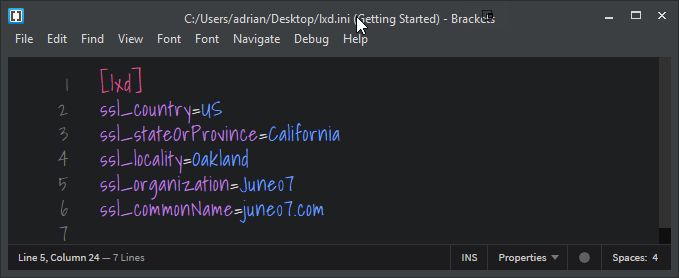 C:/Users/adrian/Desktop/lxd.ini (Getting Started) - Brackets
File Edit Find View Font Font Navigate Debug Help
1 [lxd]
2 ssl_country=US
3 ssl_stateOrProvince=California
4 ssl_locality=Oakland
5 ssl_organization=Juneo7
6 ssl_commonName=juneo7.com
7
Line 5, Column 24 — 7 Lines INS Properties Spaces: 4